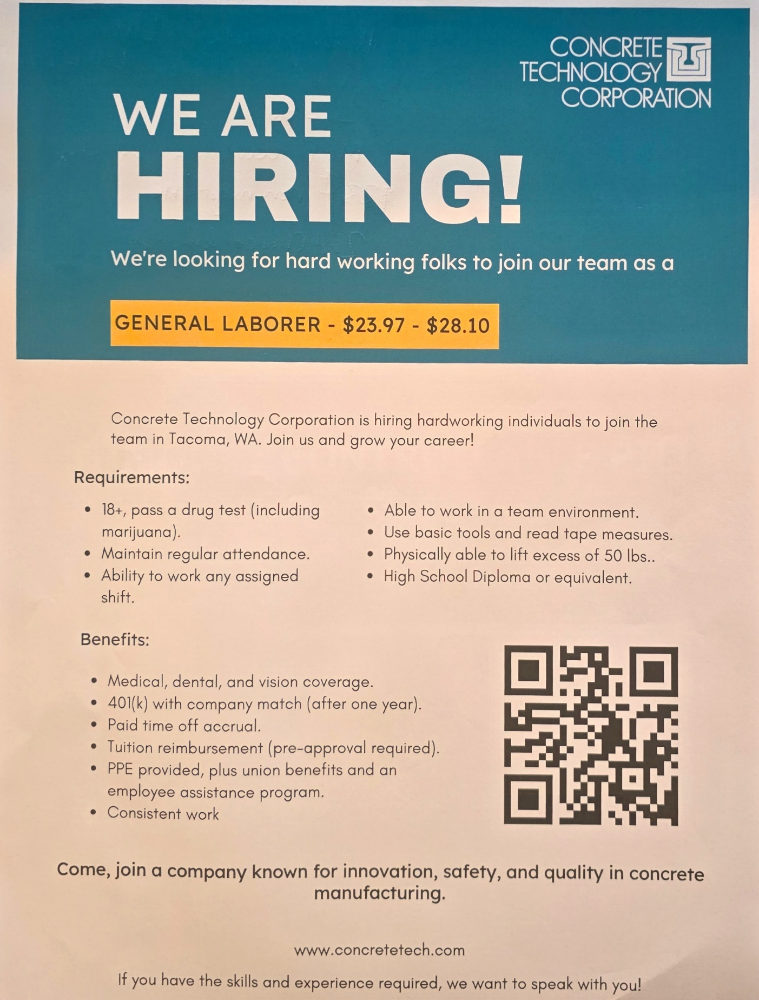 CONCRETE
TECHNOLOGY
CORPORATION
WE ARE
HIRING!
We're looking for hard working folks to join our team as a
GENERAL LABORER - $23.97 - $28.10
Concrete Technology Corporation is hiring hardworking individuals to join the
team in Tacoma, WA. Join us and grow your career!
Requirements:
• 18+, pass a drug test (including
marijuana).
• Maintain regular attendance.
• Ability to work any assigned
shift.
• Able to work in a team environment.
• Use basic tools and read tape measures.
• Physically able to lift excess of 50 lbs..
• High School Diploma or equivalent.
Benefits:
• Medical, dental, and vision coverage.
• 401(k) with company match (after one year).
• Paid time off accrual.
• Tuition reimbursement (pre-approval required).
• PPE provided, plus union benefits and an
employee assistance program.
• Consistent work
Come, join a company known for innovation, safety, and quality in concrete
manufacturing.
www.concretetech.com
If you have the skills and experience required, we want to speak with you!